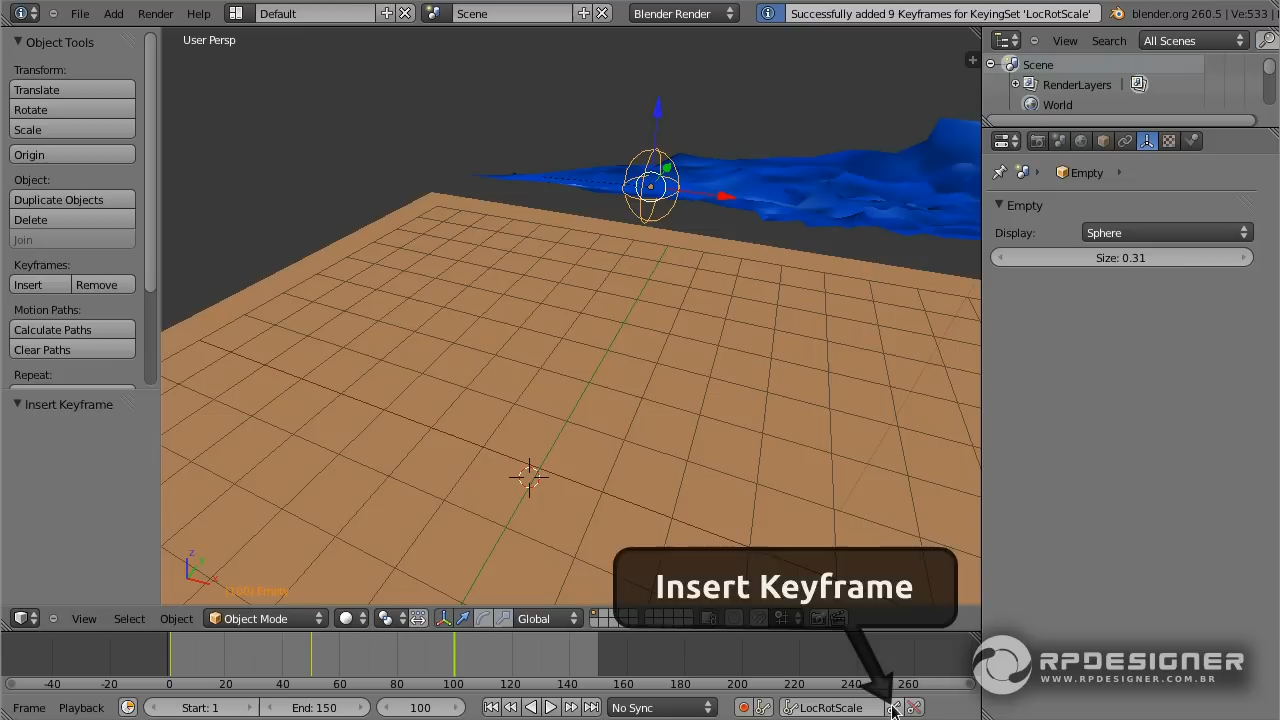 File Add Render Help Default Scene Blender Render Successfully added 9 Keyframes for KeyingSet 'LocRotScale' blender.org 260.5 | Ve:533 |
Object Tools
Transform:
Translate
Rotate
Scale
Origin
Object:
Duplicate Objects
Delete
Join
Keyframes:
Insert Remove
Motion Paths:
Calculate Paths
Clear Paths
Repeat:
Insert Keyframe
User Persp
z
x
(100) Empty
Insert Keyframe
View Select Object Object Mode Global
-40 -20 0 20 40 60 80 100 120 140 160 180 200 220 240 260
Frame Playback Start: 1 End: 150 100 No Sync LocRotScale
View Search All Scenes
Scene
RenderLayers |
World
Empty
Empty
Display: Sphere
Size: 0.31
RPDESIGNER
WWW.RPDESIGNER.COM.BR